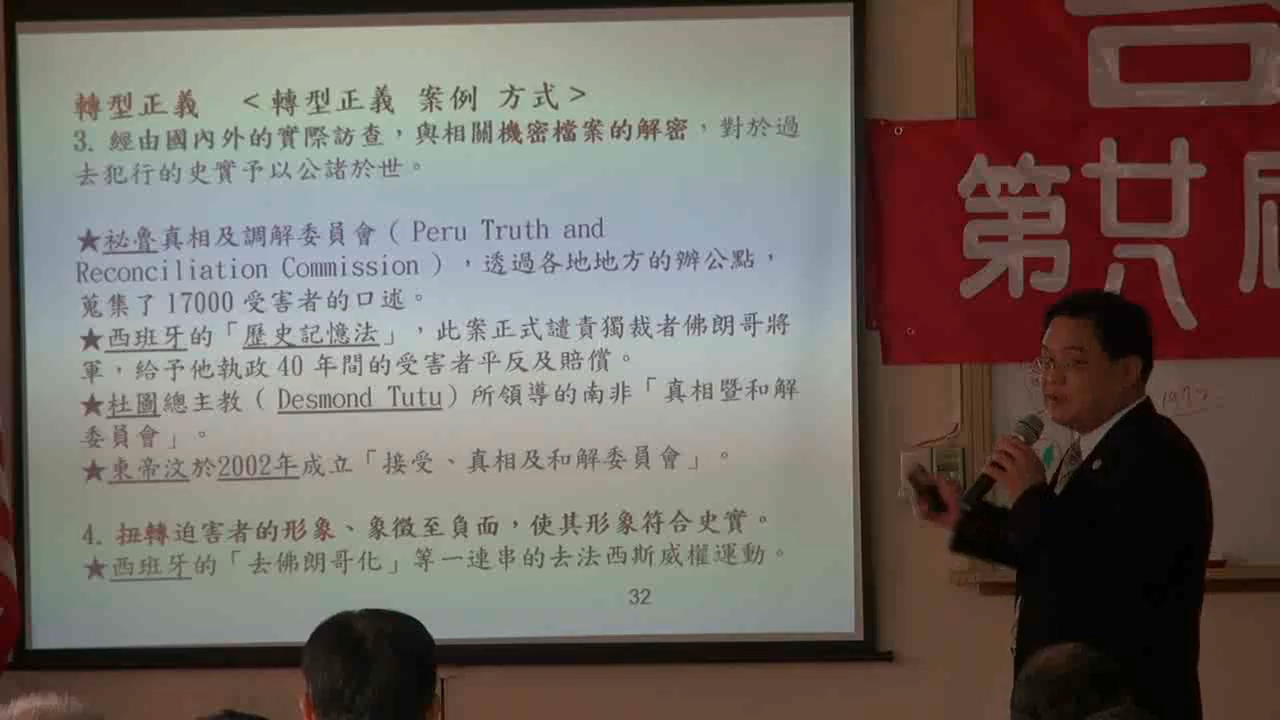 轉型正義 <轉型正義 案例 方式>
3. 經由國內外的實際訪查，與相關機密檔案的解密，對於過
去犯行的史實予以公諸於世。
★祕魯真相及調解委員會( Peru Truth and
Reconciliation Commission )，透過各地地方的辦公點，
蒐集了 17000 受害者的口述。
★西班牙的「歷史記憶法」，此案正式譴責獨裁者佛朗哥將
軍，給予他執政 40 年間的受害者平反及賠償。
★杜圖總主教( Desmond Tutu)所領導的南非「真相暨和解
委員會」。
★東帝汶於2002年成立「接受、真相及和解委員會」。
4. 扭轉迫害者的形象、象徵至負面，使其形象符合史實。
★西班牙的「去佛朗哥化」等一連串的去法西斯威權運動。
32
第廿八屆